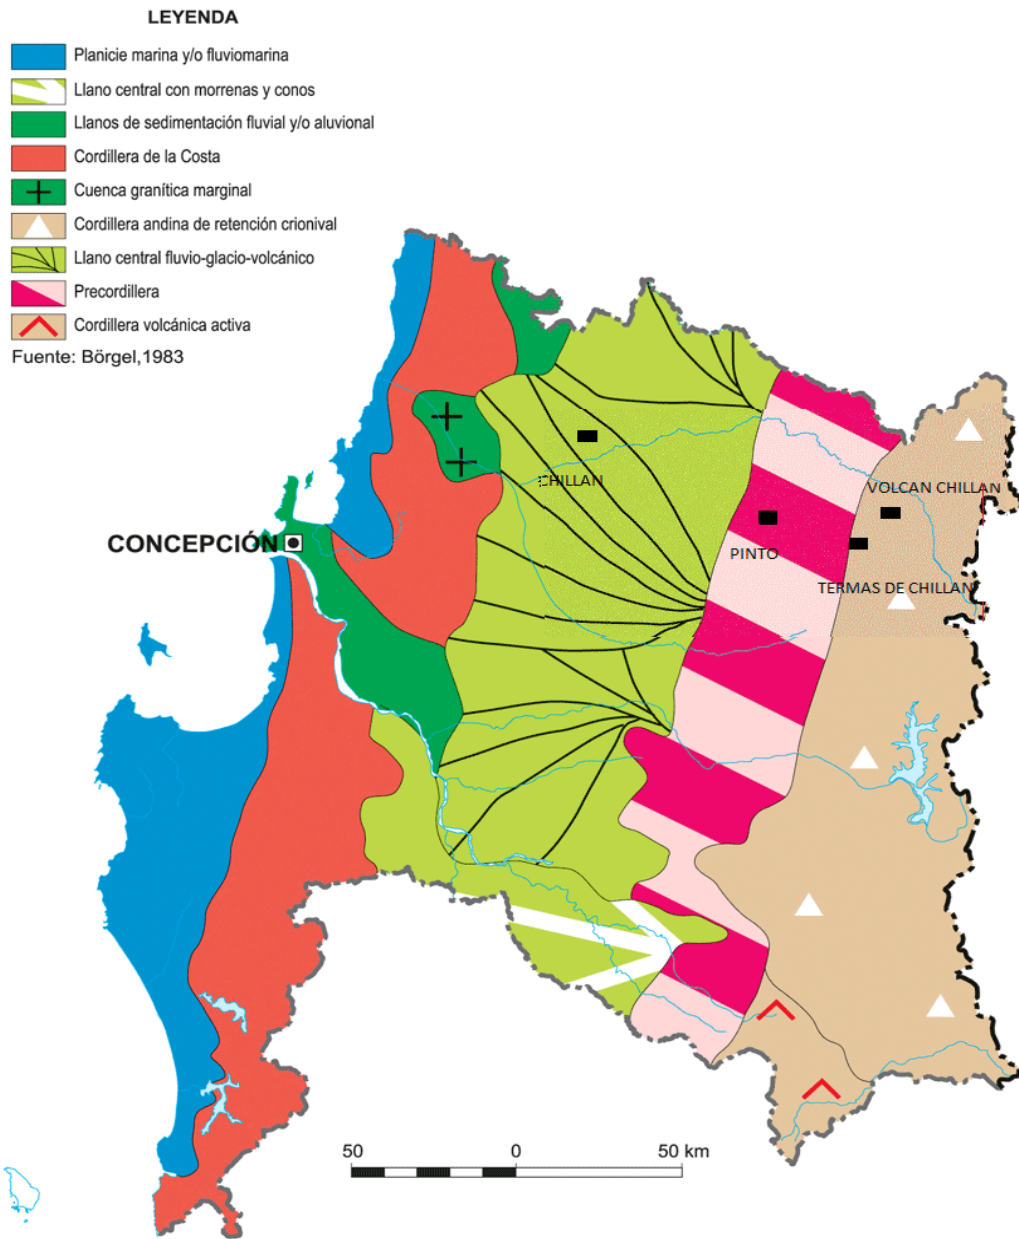 LEYENDA
Planicie marina y/o fluviomarina
Llano central con morrenas y conos
Llanos de sedimentación fluvial y/o aluvional
Cordillera de la Costa
Cuenca granítica marginal
Cordillera andina de retención crionival
Llano central fluvio-glacio-volcánico
Precordillera
Cordillera volcánica activa
Fuente: Börgel,1983
CHILLAN
VOLCAN CHILLAN
CONCEPCIÓN
PINTO
TERMAS DE CHILLAN
50 0 50 km